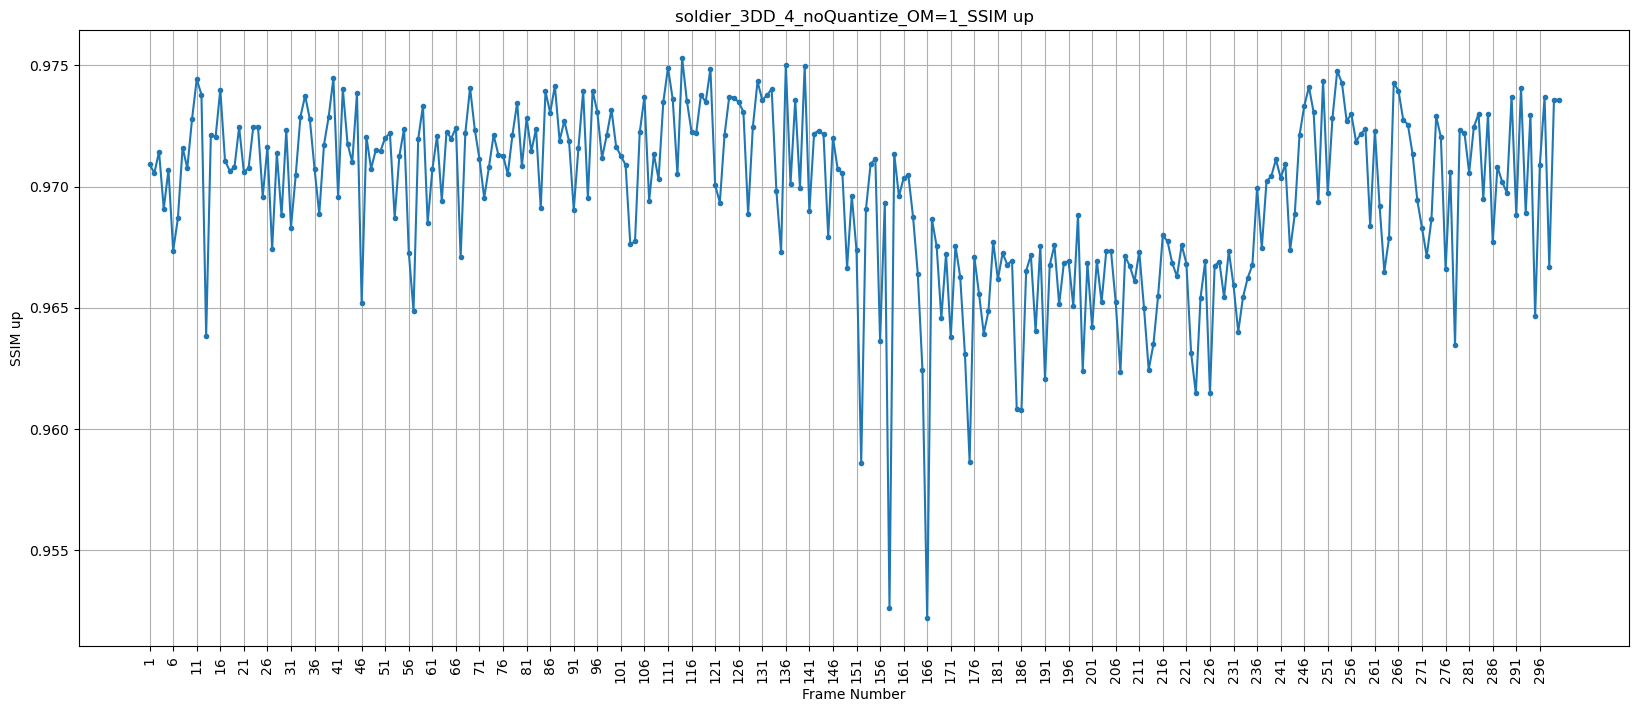 soldier_3DD_4_noQuantize_OM=1_SSIM up
0.975
0.970
0.965
0.960
0.955
SSIM up
1 6 11 16 21 26 31 36 41 46 51 56 61 66 71 76 81 86 91 96 101 106 111 116 121 126 131 136 141 146 151 156 161 166 171 176 181 186 191 196 201 206 211 216 221 226 231 236 241 246 251 256 261 266 271 276 281 286 291 296
Frame Number